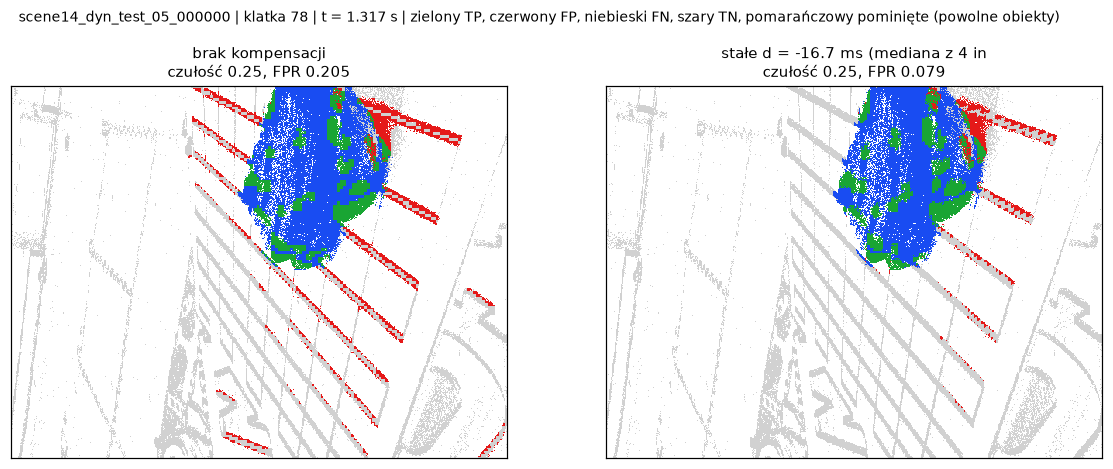 scene14_dyn_test_05_000000 | klatka 78 | t = 1.317 s | zielony TP, czerwony FP, niebieski FN, szary TN, pomarańczowy pominięte (powolne obiekty)
brak kompensacji
czułość 0.25, FPR 0.205
stałe d = -16.7 ms (mediana z 4 in
czułość 0.25, FPR 0.079